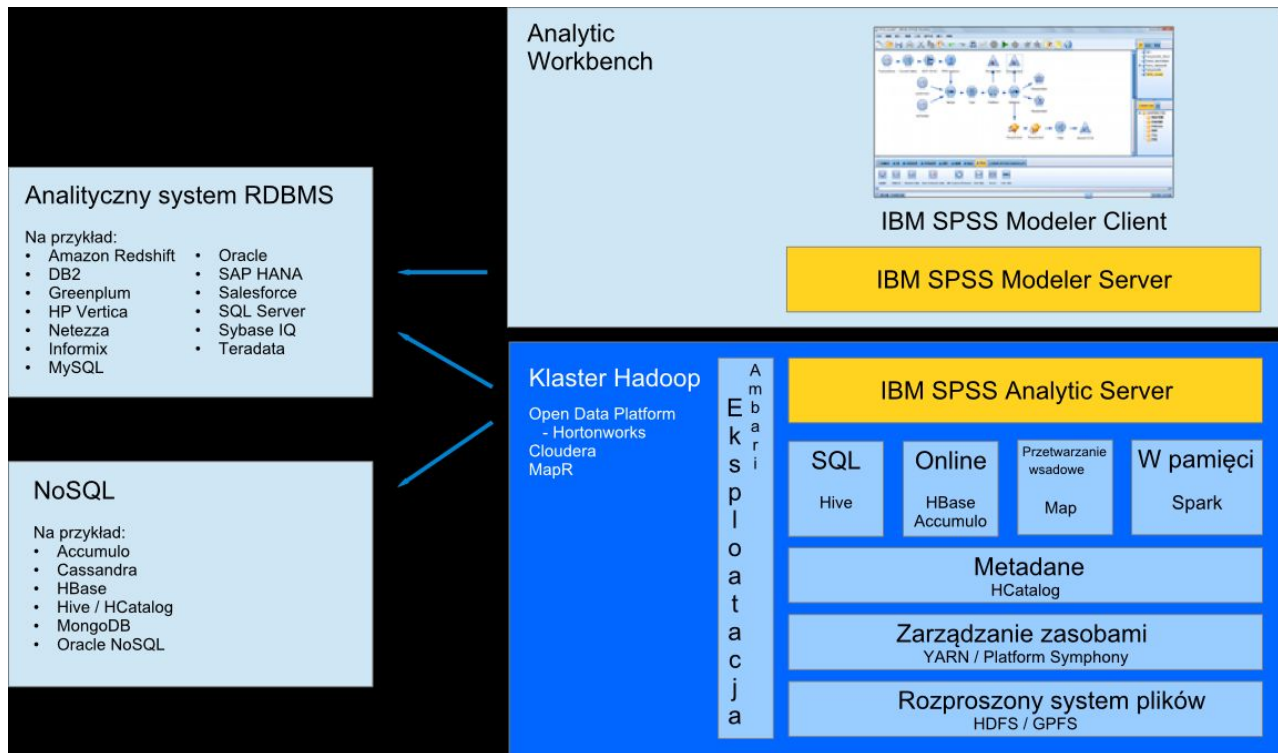 Analytic
Workbench
IBM SPSS Modeler Client
IBM SPSS Modeler Server
Analityczny system RDBMS
Na przykład:
• Amazon Redshift
• DB2
• Greenplum
• HP Vertica
• Netezza
• Informix
• MySQL
• Oracle
• SAP HANA
• Salesforce
• SQL Server
• Sybase IQ
• Teradata
NoSQL
Na przykład:
• Accumulo
• Cassandra
• HBase
• Hive / HCatalog
• MongoDB
• Oracle NoSQL
Klaster Hadoop
Open Data Platform
- Hortonworks
Cloudera
MapR
Eksploatacja
Ambari
IBM SPSS Analytic Server
SQL
Hive
Online
HBase
Accumulo
Przetwarzanie
wsadowe
Map
W pamięci
Spark
Metadane
HCatalog
Zarządzanie zasobami
YARN / Platform Symphony
Rozproszony system plików
HDFS / GPFS